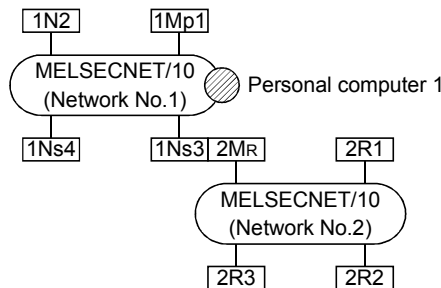 1N2 1Mp1
MELSECNET/10
(Network No.1)
Personal computer 1
1Ns4 1Ns3 2MR 2R1
MELSECNET/10
(Network No.2)
2R3 2R2